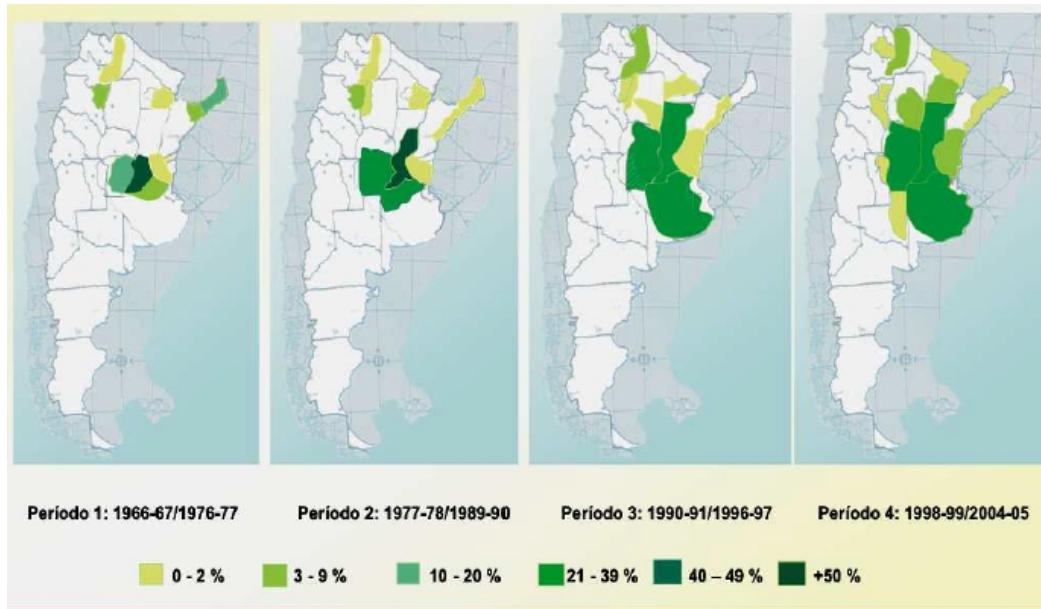 Período 1: 1966-67/1976-77
Período 2: 1977-78/1989-90
Período 3: 1990-91/1996-97
Período 4: 1998-99/2004-05
0 - 2 %
3 - 9 %
10 - 20 %
21 - 39 %
40 – 49 %
+50 %